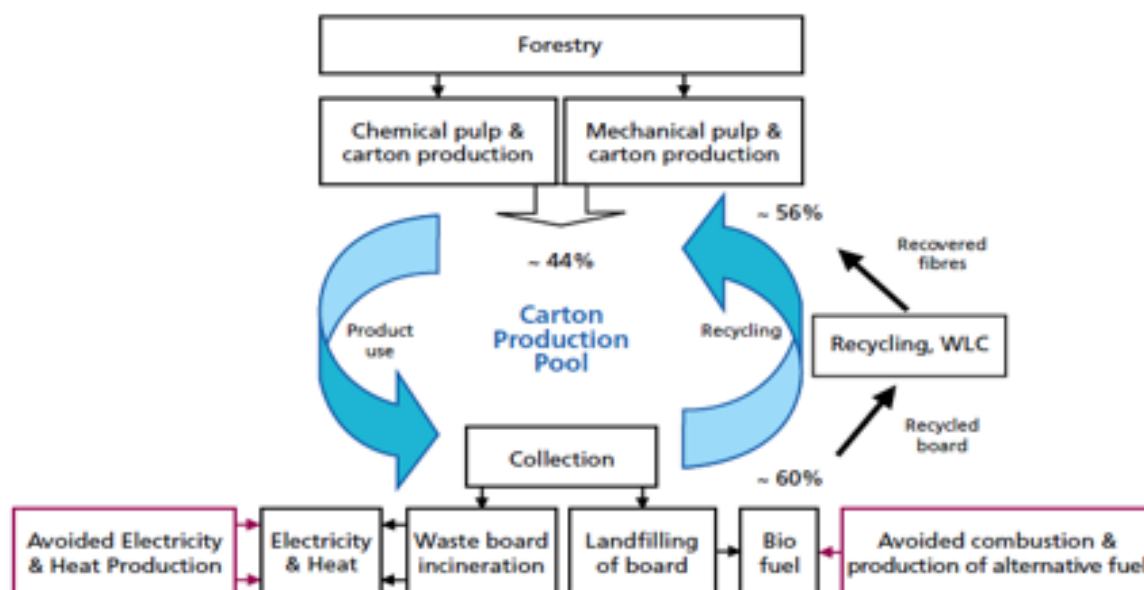 Forestry
Chemical pulp &
carton production
Mechanical pulp &
carton production
~ 56%
~ 44%
Recovered
fibres
Carton
Production
Pool
Product
use
Recycling
Recycling, WLC
Recycled
board
Collection
~ 60%
Avoided Electricity
& Heat Production
Electricity
& Heat
Waste board
incineration
Landfilling
of board
Bio
fuel
Avoided combustion &
production of alternative fuel